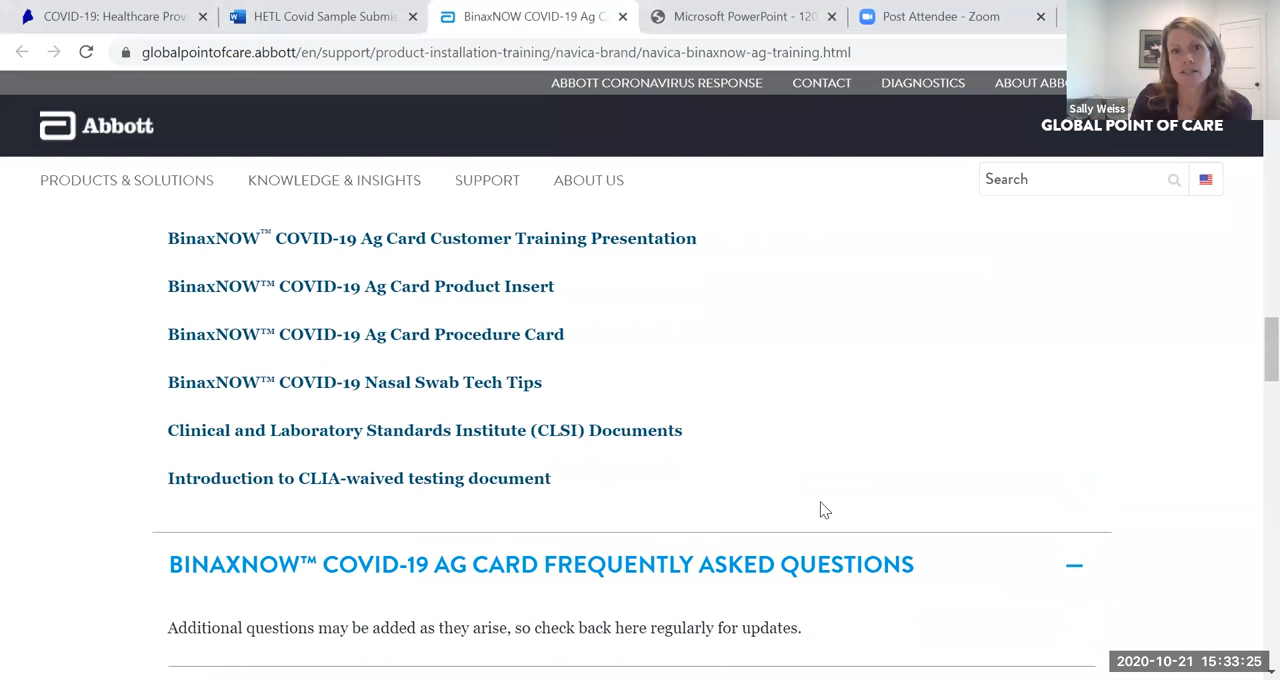 COVID-19: Healthcare Prov
HETL Covid Sample Submis
BinaxNOW COVID-19 Ag C
Microsoft PowerPoint - 120
Post Attendee - Zoom
globalpointofcare.abbott/en/support/product-installation-training/navica-brand/navica-binaxnow-ag-training.html
ABBOTT CORONAVIRUS RESPONSE
CONTACT
DIAGNOSTICS
ABOUT ABB
Sally Weiss
Abbott
GLOBAL POINT OF CARE
PRODUCTS & SOLUTIONS
KNOWLEDGE & INSIGHTS
SUPPORT
ABOUT US
Search
BinaxNOW™ COVID-19 Ag Card Customer Training Presentation
BinaxNOW™ COVID-19 Ag Card Product Insert
BinaxNOW™ COVID-19 Ag Card Procedure Card
BinaxNOW™ COVID-19 Nasal Swab Tech Tips
Clinical and Laboratory Standards Institute (CLSI) Documents
Introduction to CLIA-waived testing document
BINAXNOW™ COVID-19 AG CARD FREQUENTLY ASKED QUESTIONS
Additional questions may be added as they arise, so check back here regularly for updates.
2020-10-21 15:33:25